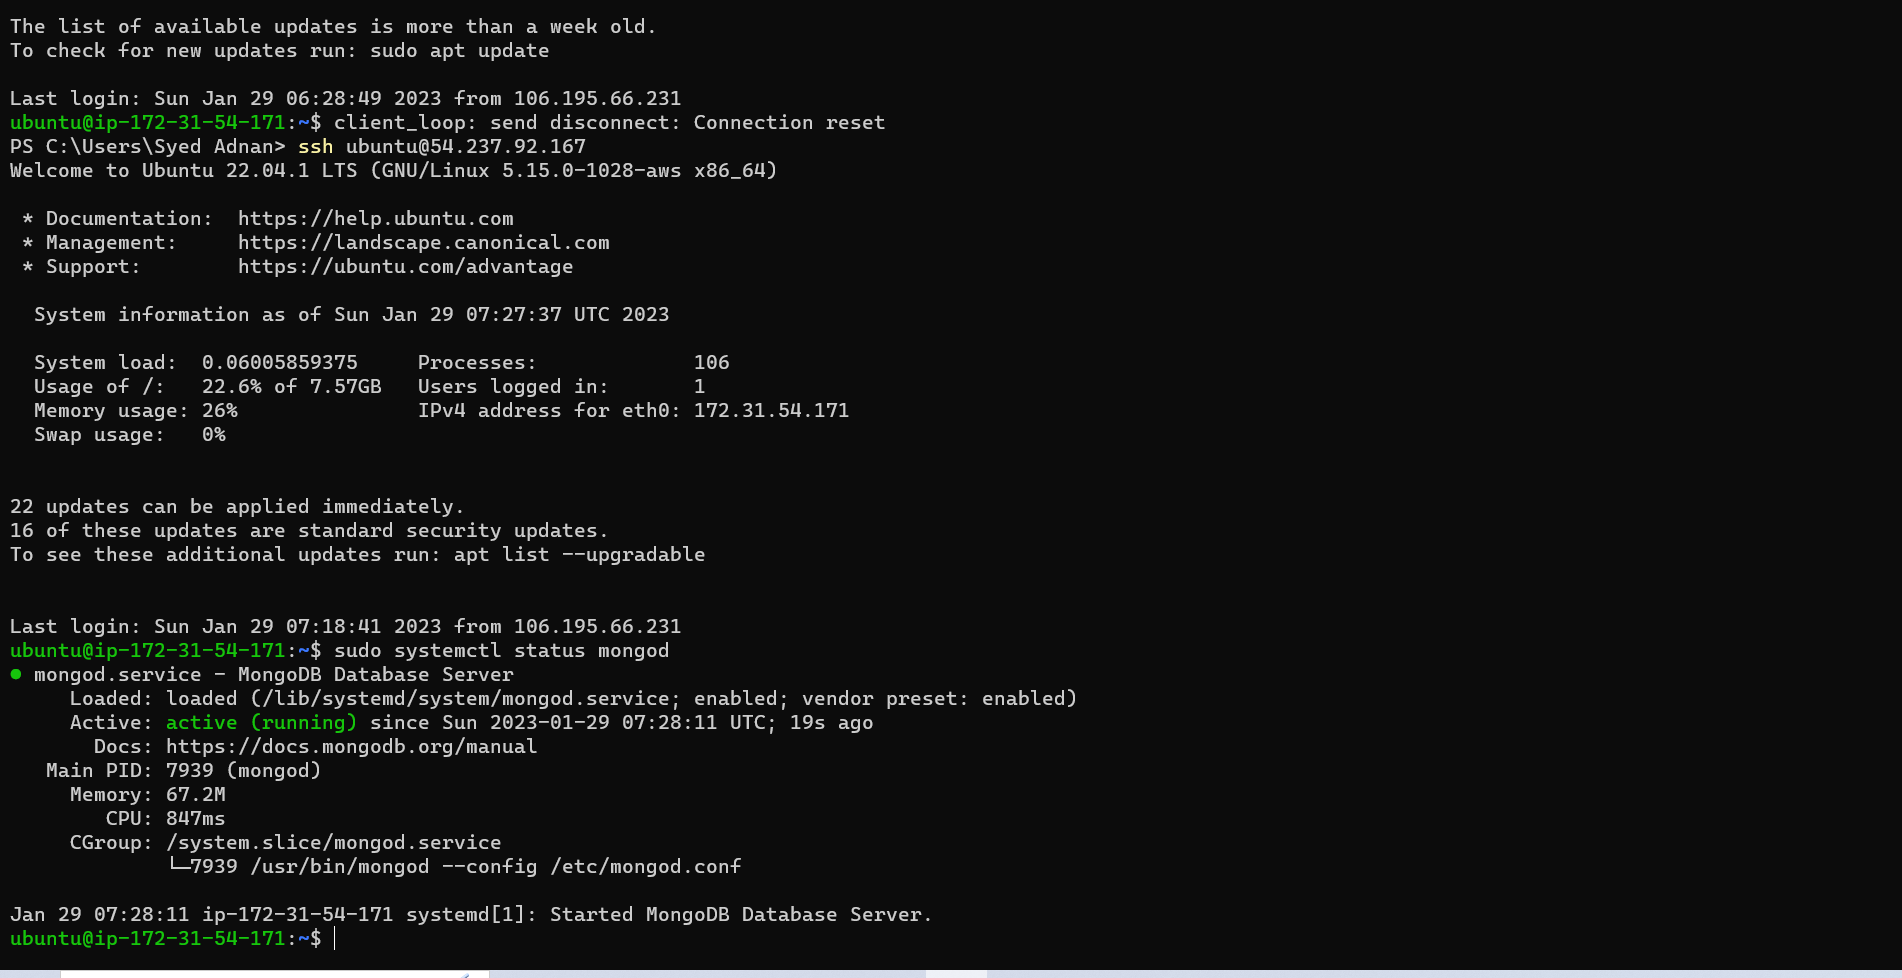 The list of available updates is more than a week old.
To check for new updates run: sudo apt update
Last login: Sun Jan 29 06:28:49 2023 from 106.195.66.231
ubuntu@ip-172-31-54-171:~$ client_loop: send disconnect: Connection reset
PS C:\Users\Syed Adnan> ssh ubuntu@54.237.92.167
Welcome to Ubuntu 22.04.1 LTS (GNU/Linux 5.15.0-1028-aws x86_64)
 * Documentation:  https://help.ubuntu.com
 * Management:     https://landscape.canonical.com
 * Support:        https://ubuntu.com/advantage
  System information as of Sun Jan 29 07:27:37 UTC 2023
  System load:  0.06005859375     Processes:             106
  Usage of /:   22.6% of 7.57GB   Users logged in:       1
  Memory usage: 26%               IPv4 address for eth0: 172.31.54.171
  Swap usage:   0%
22 updates can be applied immediately.
16 of these updates are standard security updates.
To see these additional updates run: apt list --upgradable
Last login: Sun Jan 29 07:18:41 2023 from 106.195.66.231
ubuntu@ip-172-31-54-171:~$ sudo systemctl status mongod
● mongod.service - MongoDB Database Server
     Loaded: loaded (/lib/systemd/system/mongod.service; enabled; vendor preset: enabled)
     Active: active (running) since Sun 2023-01-29 07:28:11 UTC; 19s ago
       Docs: https://docs.mongodb.org/manual
   Main PID: 7939 (mongod)
     Memory: 67.2M
        CPU: 847ms
     CGroup: /system.slice/mongod.service
             └─7939 /usr/bin/mongod --config /etc/mongod.conf
Jan 29 07:28:11 ip-172-31-54-171 systemd[1]: Started MongoDB Database Server.
ubuntu@ip-172-31-54-171:~$